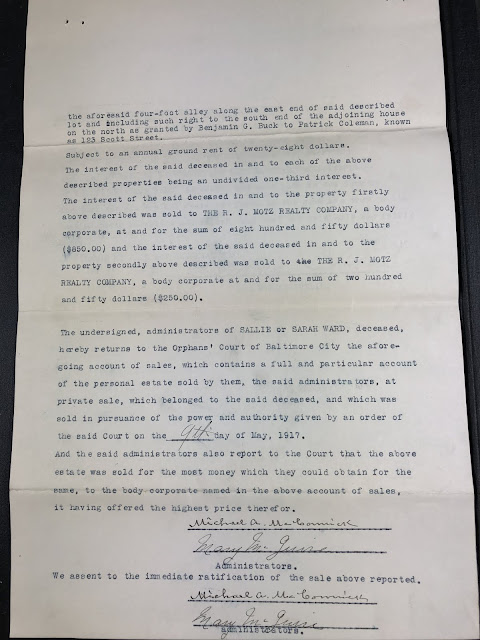 the aforesaid four-foot alley along the east end of said described
lot and including such right to the south end of the adjoining house
on the north as granted by Benjamin G. Buck to Patrick Coleman, known
as 123 Scott Street.
Subject to an annual ground rent of twenty-eight dollars.
The interest of the said deceased in and to each of the above
described properties being an undivided one-third interest.
The interest of the said deceased in and to the property firstly
above described was sold to THE R. J. MOTZ REALTY COMPANY, a body
corporate, at and for the sum of eight hundred and fifty dollars
($850.00) and the interest of the said deceased in and to the
property secondly above described was sold to the THE R. J. MOTZ
REALTY COMPANY, a body corporate at and for the sum of two hundred
and fifty dollars ($250.00).
The undersigned, administrators of SALLIE or SARAH WARD, deceased,
hereby returns to the Orphans' Court of Baltimore City the afore-
going account of sales, which contains a full and particular account
of the personal estate sold by them, the said administrators, at
private sale, which belonged to the said deceased, and which was
sold in pursuance of the power and authority given by an order of
the said Court on the 9th day of May, 1917.
And the said administrators also report to the Court that the above
estate was sold for the most money which they could obtain for the
same, to the body corporate named in the above account of sales,
it having offered the highest price therefor.
Michael A. McCormick
Mary McGuire
Administrators.
We assent to the immediate ratification of the sale above reported.
Michael A. McCormick
Mary McGuire
Administrators.